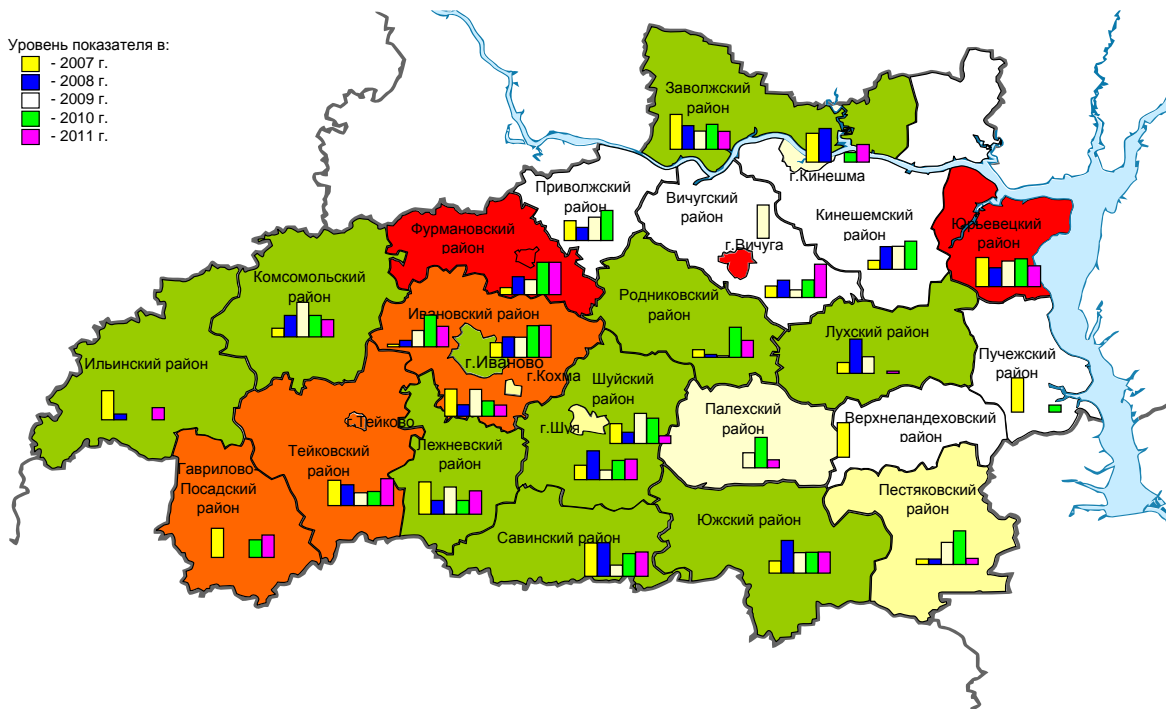 Уровень показателя в:
- 2007 г.
- 2008 г.
- 2009 г.
- 2010 г.
- 2011 г.
Заволжский
район
г.Кинешма
Приволжский
район
Вичугский
район
Кинешемский
район
Юрьевецкий
район
Фурмановский
район
г.Вичуга
Комсомольский
район
Родниковский
район
Ивановский район
Лухский район
Пучежский
район
Ильинский район
г.Иваново
г.Кохма
Шуйский
район
Палехский
район
Верхнеландеховский
район
г.Тейково
г.Шуя
Тейковский
район
Лежневский
район
Гаврилово-
Посадский
район
Пестяковский
район
Южский район
Савинский район